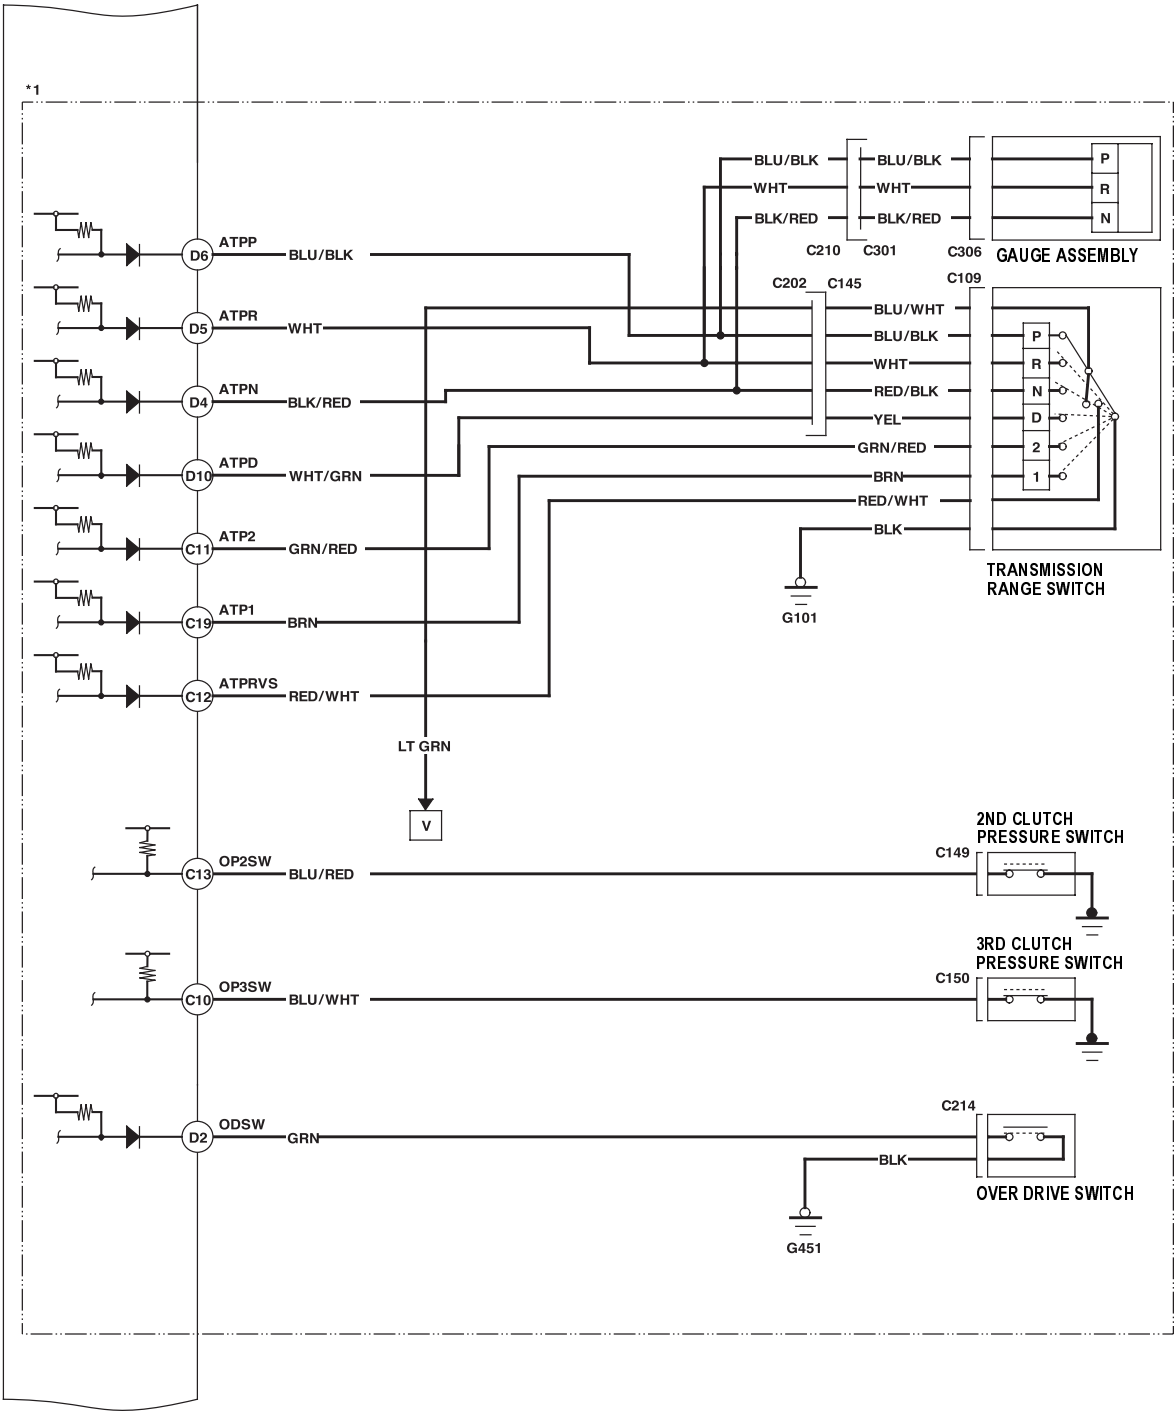 *1
BLU/BLK BLU/BLK P
WHT WHT R
BLK/RED BLK/RED N
C210 C301 C306
GAUGE ASSEMBLY
ATPP
D6 BLU/BLK
C202 C145 C109
BLU/WHT
ATPR
D5 WHT
BLU/BLK P
WHT R
ATPN
D4 BLK/RED
RED/BLK N
YEL D
GRN/RED 2
ATPD
D10 WHT/GRN
BRN 1
RED/WHT
BLK
ATP2
C11 GRN/RED
TRANSMISSION
RANGE SWITCH
G101
ATP1
C19 BRN
ATPRVS
C12 RED/WHT
LT GRN
V
2ND CLUTCH
PRESSURE SWITCH
C149
OP2SW
C13 BLU/RED
3RD CLUTCH
PRESSURE SWITCH
C150
OP3SW
C10 BLU/WHT
C214
ODSW
D2 GRN
BLK
OVER DRIVE SWITCH
G451